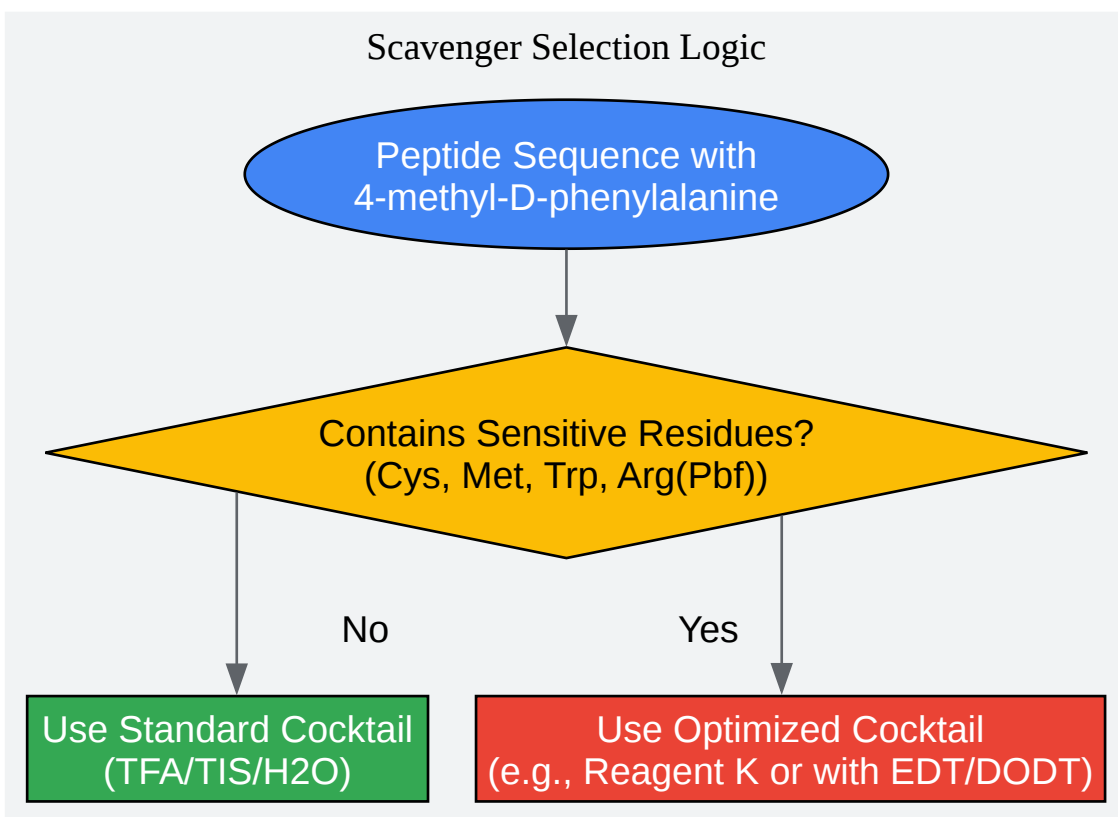 Scavenger Selection Logic
Peptide Sequence with
4-methyl-D-phenylalanine
Contains Sensitive Residues?
(Cys, Met, Trp, Arg(Pbf))
No
Yes
Use Standard Cocktail
(TFA/TIS/H2O)
Use Optimized Cocktail
(e.g., Reagent K or with EDT/DODT)